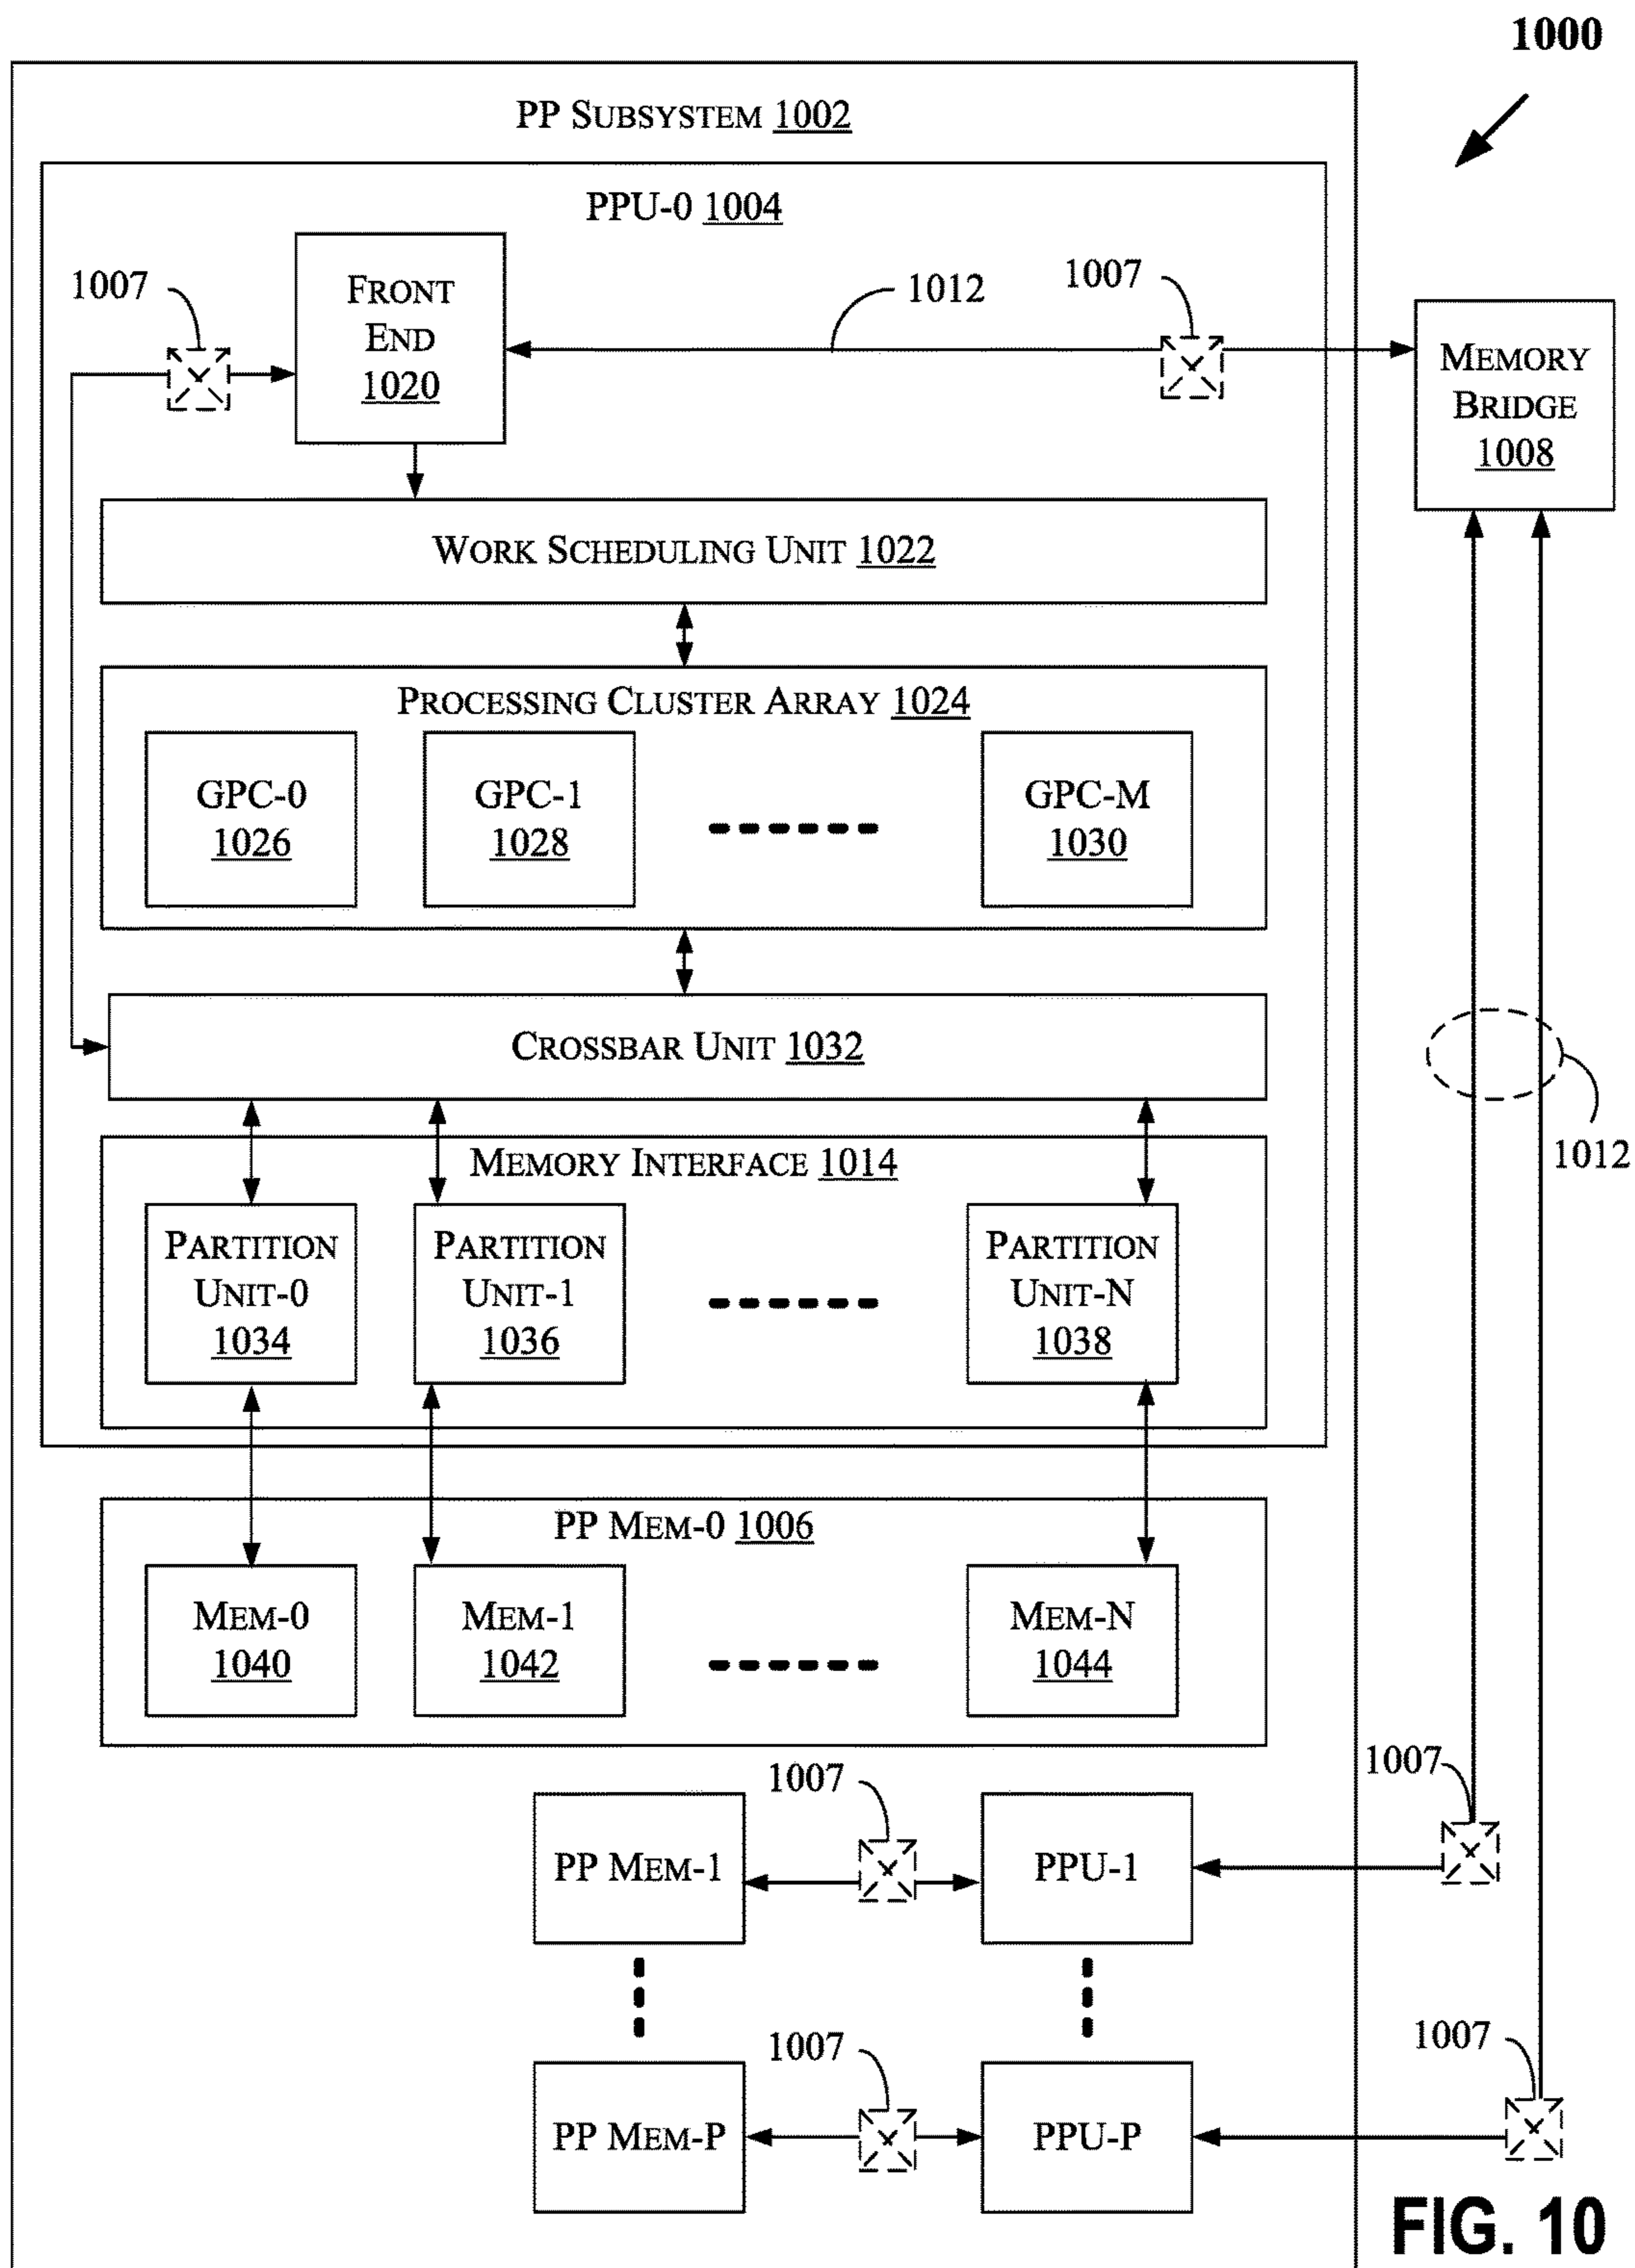 1000
PP SUBSYSTEM 1002
PPU-0 1004
1007
FRONT
END
1020
1012
1007
MEMORY
BRIDGE
1008
WORK SCHEDULING UNIT 1022
PROCESSING CLUSTER ARRAY 1024
GPC-0
1026
GPC-1
1028
GPC-M
1030
CROSSBAR UNIT 1032
1012
MEMORY INTERFACE 1014
PARTITION
UNIT-0
1034
PARTITION
UNIT-1
1036
PARTITION
UNIT-N
1038
PP MEM-0 1006
MEM-0
1040
MEM-1
1042
MEM-N
1044
1007
1007
PP MEM-1
PPU-1
1007
1007
PP MEM-P
PPU-P
FIG. 10